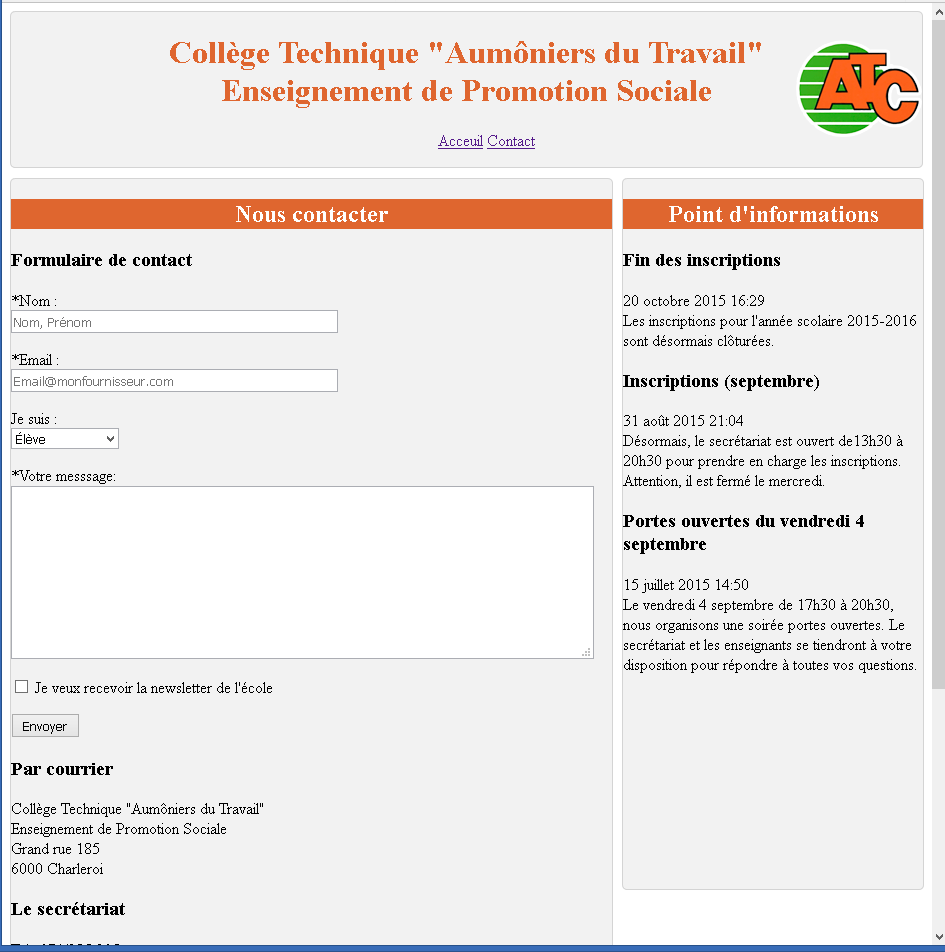 Collège Technique "Aumôniers du Travail"
Enseignement de Promotion Sociale
ATC
Acceuil Contact
Nous contacter
Formulaire de contact
*Nom :
Nom, Prénom
*Email :
Email@monfournisseur.com
Je suis :
Élève
*Votre messsage:
Je veux recevoir la newsletter de l'école
Envoyer
Par courrier
Collège Technique "Aumôniers du Travail"
Enseignement de Promotion Sociale
Grand rue 185
6000 Charleroi
Le secrétariat
Point d'informations
Fin des inscriptions
20 octobre 2015 16:29
Les inscriptions pour l'année scolaire 2015-2016
sont désormais clôturées.
Inscriptions (septembre)
31 août 2015 21:04
Désormais, le secrétariat est ouvert de13h30 à
20h30 pour prendre en charge les inscriptions.
Attention, il est fermé le mercredi.
Portes ouvertes du vendredi 4
septembre
15 juillet 2015 14:50
Le vendredi 4 septembre de 17h30 à 20h30,
nous organisons une soirée portes ouvertes. Le
secrétariat et les enseignants se tiendront à votre
disposition pour répondre à toutes vos questions.